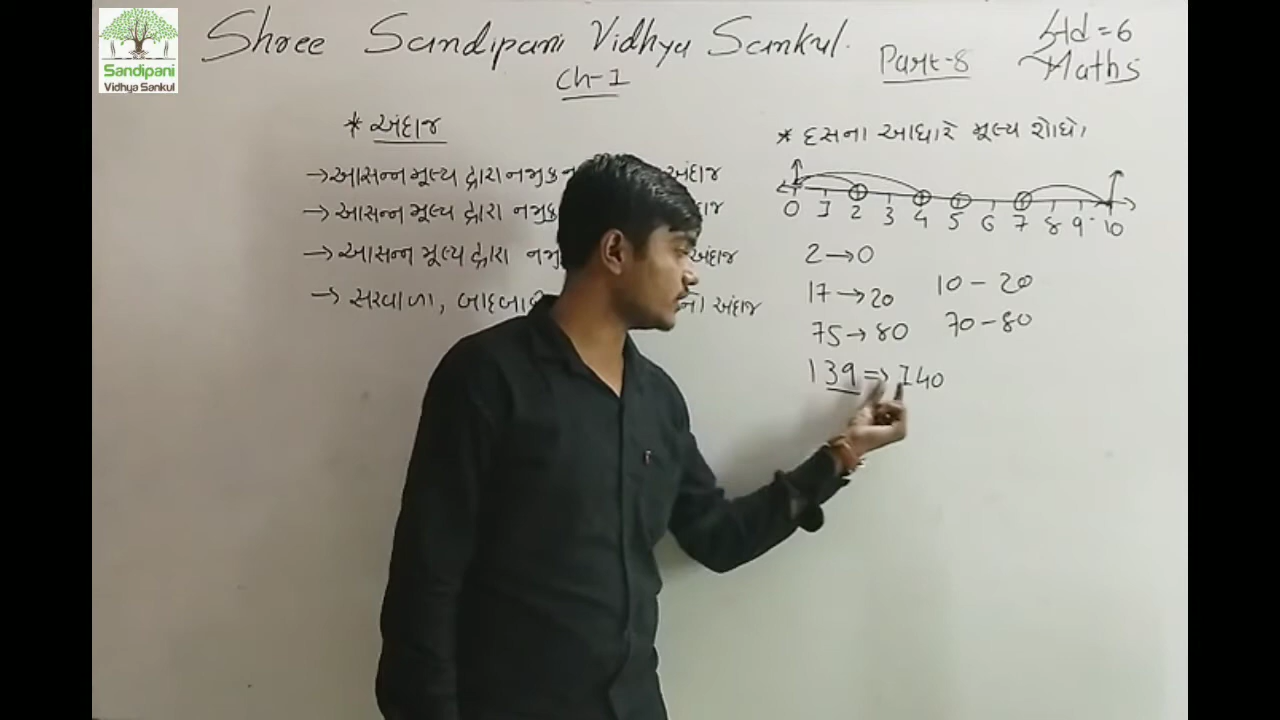 Sandipani
Vidhya Sankul
Shree Sandipani Vidhya Sankul.
Part-8
Std = 6
Maths
Ch-1
* અંદાજ
→ આસન્ન મૂલ્ય દ્વારા અંદાજ
→ આસન્ન મૂલ્ય દ્વારા
→ આસન્ન મૂલ્ય દ્વારા અંદાજ
→ સરવાળા, અંદાજ
* દસના આધારે મૂલ્ય શોધો.
0 1 2 3 4 5 6 7 8 9 10
2 → 0
17 → 20 10 - 20
75 → 80 70 - 80
139 => 140